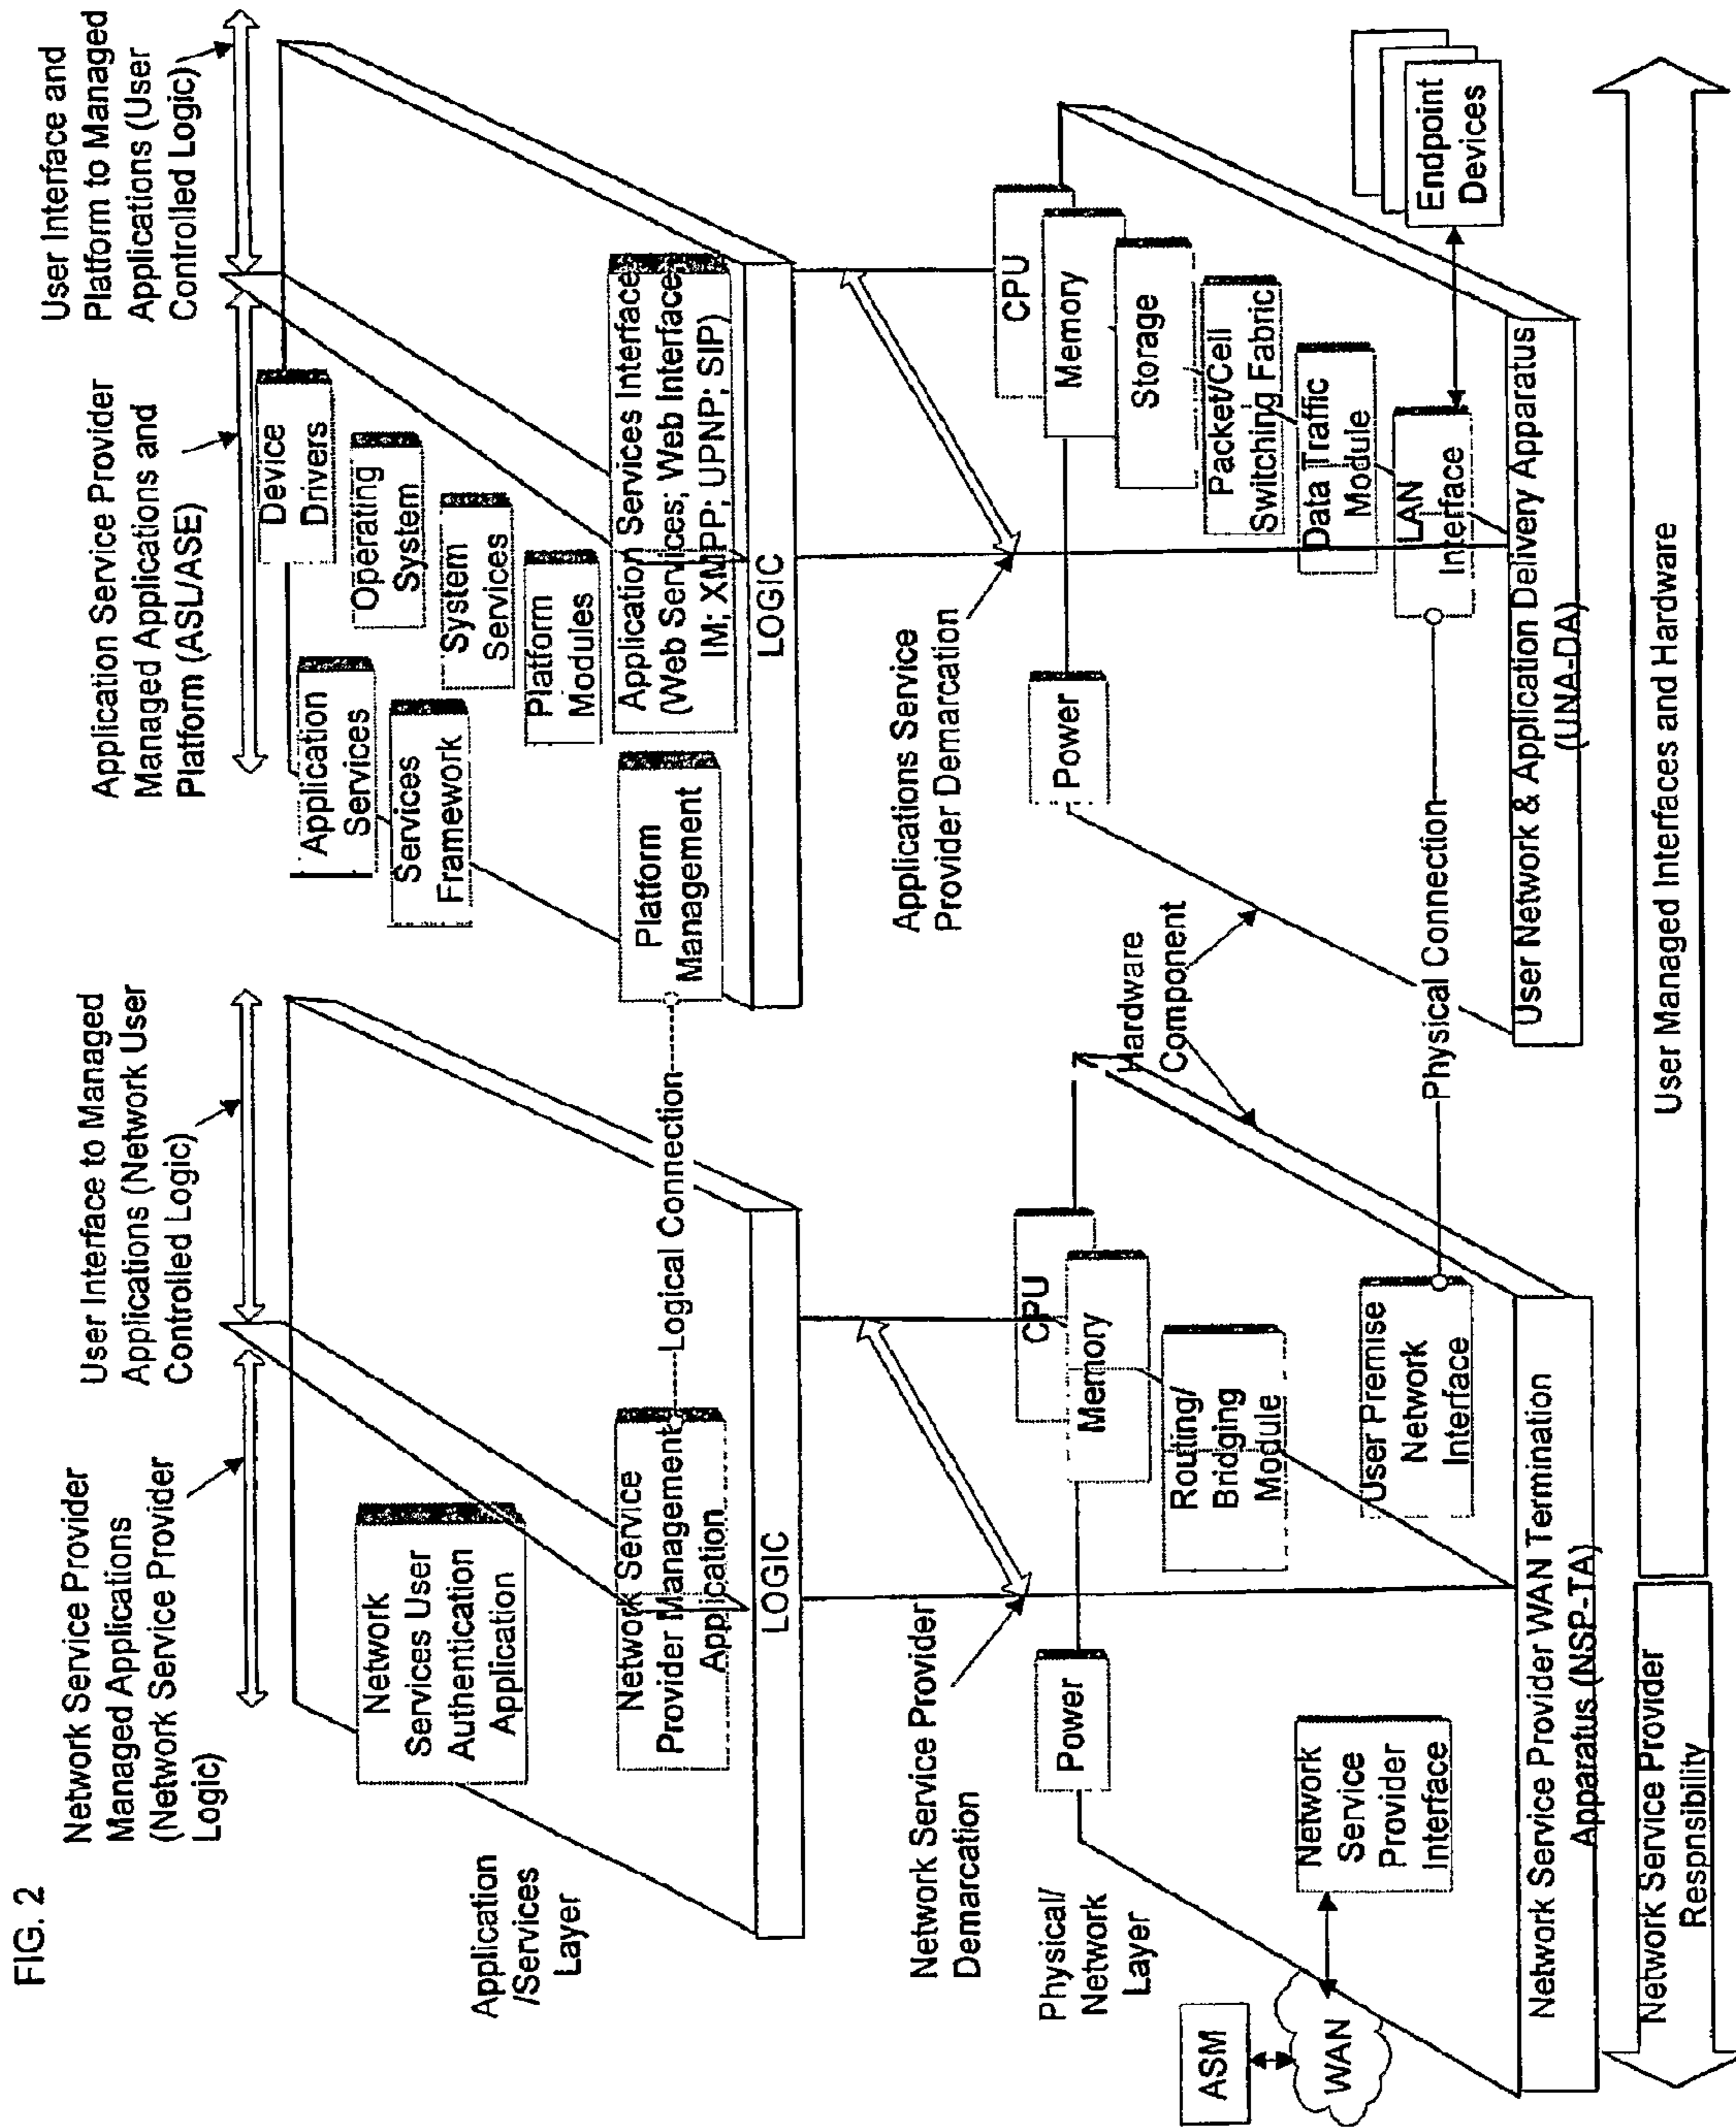 FIG. 2
Network Service Provider
Managed Applications
(Network Service Provider
Logic)
User Interface to Managed
Applications (Network User
Controlled Logic)
Application Service Provider
Managed Applications and
Platform (ASL/ASE)
User Interface and
Platform to Managed
Applications (User
Controlled Logic)
Application
/Services
Layer
Network
Services User
Authentication
Application
Network Service
Provider Management
Application
LOGIC
Logical Connection
Application
Services
Services
Framework
Platform
Management
Device
Drivers
Operating
System
System
Services
Platform
Modules
Application Services Interface
(Web Services; Web Interface;
IM; XMPP; UPNP; SIP)
LOGIC
Network Service Provider
Demarcation
Applications Service
Provider Demarcation
Physical/
Network
Layer
ASM
WAN
Network
Service
Provider
Interface
Power
CPU
Memory
Routing/
Bridging
Module
User Premise
Network
Interface
Hardware
Component
Physical Connection
Power
CPU
Memory
Storage
Packet/Cell
Switching Fabric
Data Traffic
Module
LAN
Interface
Endpoint
Devices
Network Service Provider WAN Termination
Apparatus (NSP-TA)
User Network & Application Delivery Apparatus
(UNA-DA)
Network Service Provider
Respnsibility
User Managed Interfaces and Hardware